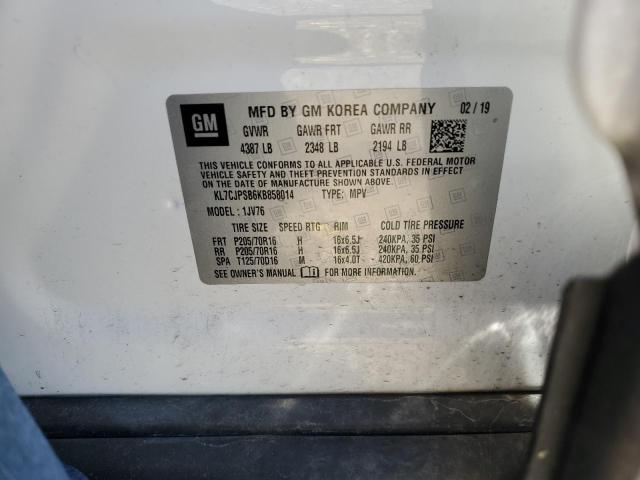 GM
MFD BY GM KOREA COMPANY 02 / 19
GVWR GAWR FRT GAWR RR
4387 LB 2348 LB 2194 LB
THIS VEHICLE CONFORMS TO ALL APPLICABLE U.S. FEDERAL MOTOR
VEHICLE SAFETY AND THEFT PREVENTION STANDARDS IN EFFECT ON
THE DATE OF MANUFACTURE SHOWN ABOVE.
KL7CJPSB6KB858014 TYPE: MPV
MODEL: 1JV76
TIRE SIZE SPEED RTG RIM COLD TIRE PRESSURE
FRT P205/70R16 H 16x6.5J 240KPA, 35 PSI
RR P205/70R16 H 16x6.5J 240KPA, 35 PSI
SPA T125/70D16 M 16x4.0T 420KPA, 60 PSI
SEE OWNER'S MANUAL FOR MORE INFORMATION.